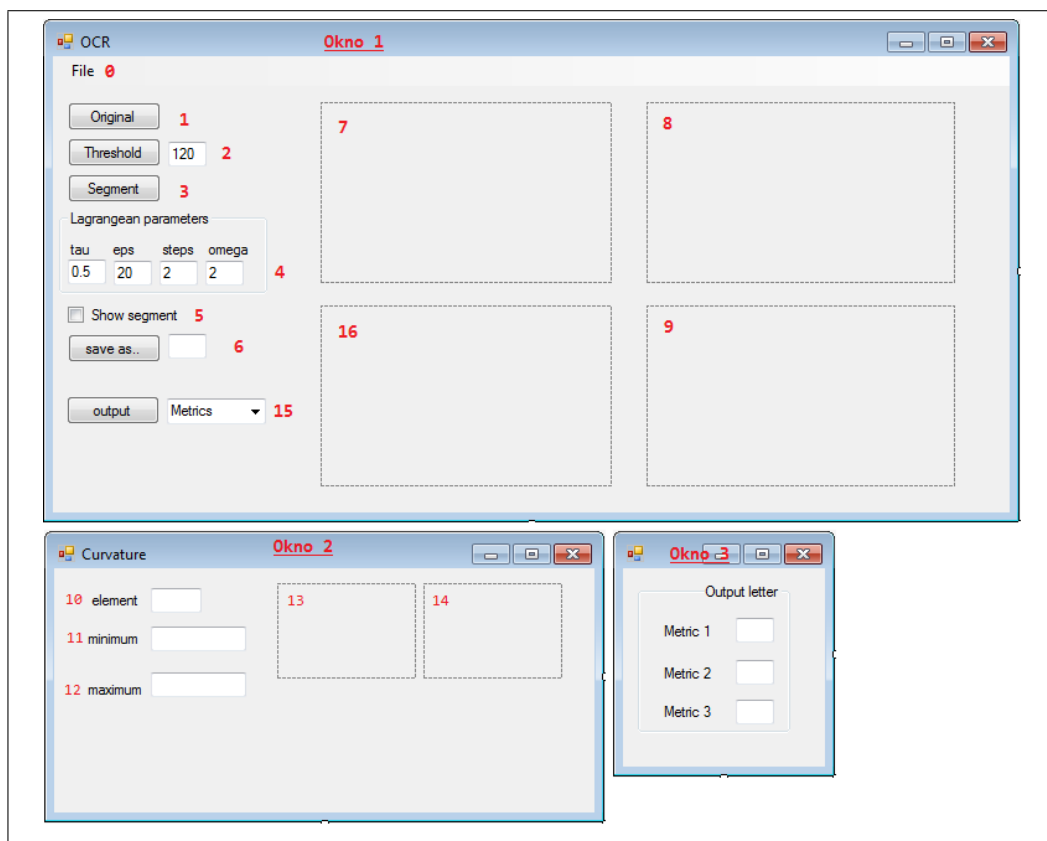 OCR Okno 1
File 0
Original 1
Threshold 120 2
Segment 3
Lagrangean parameters
tau eps steps omega
0.5 20 2 2 4
Show segment 5
save as.. 6
output Metrics 15
7
8
16
9
Curvature Okno 2
10 element
11 minimum
12 maximum
13
14
Okno 3
Output letter
Metric 1
Metric 2
Metric 3